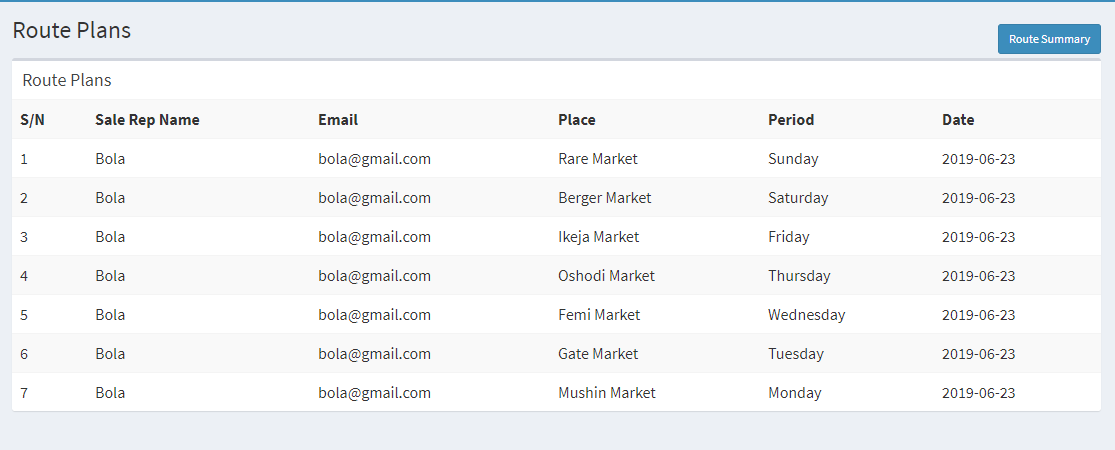 Route Plans
Route Summary
Route Plans
S/N Sale Rep Name Email Place Period Date
1 Bola bola@gmail.com Rare Market Sunday 2019-06-23
2 Bola bola@gmail.com Berger Market Saturday 2019-06-23
3 Bola bola@gmail.com Ikeja Market Friday 2019-06-23
4 Bola bola@gmail.com Oshodi Market Thursday 2019-06-23
5 Bola bola@gmail.com Femi Market Wednesday 2019-06-23
6 Bola bola@gmail.com Gate Market Tuesday 2019-06-23
7 Bola bola@gmail.com Mushin Market Monday 2019-06-23